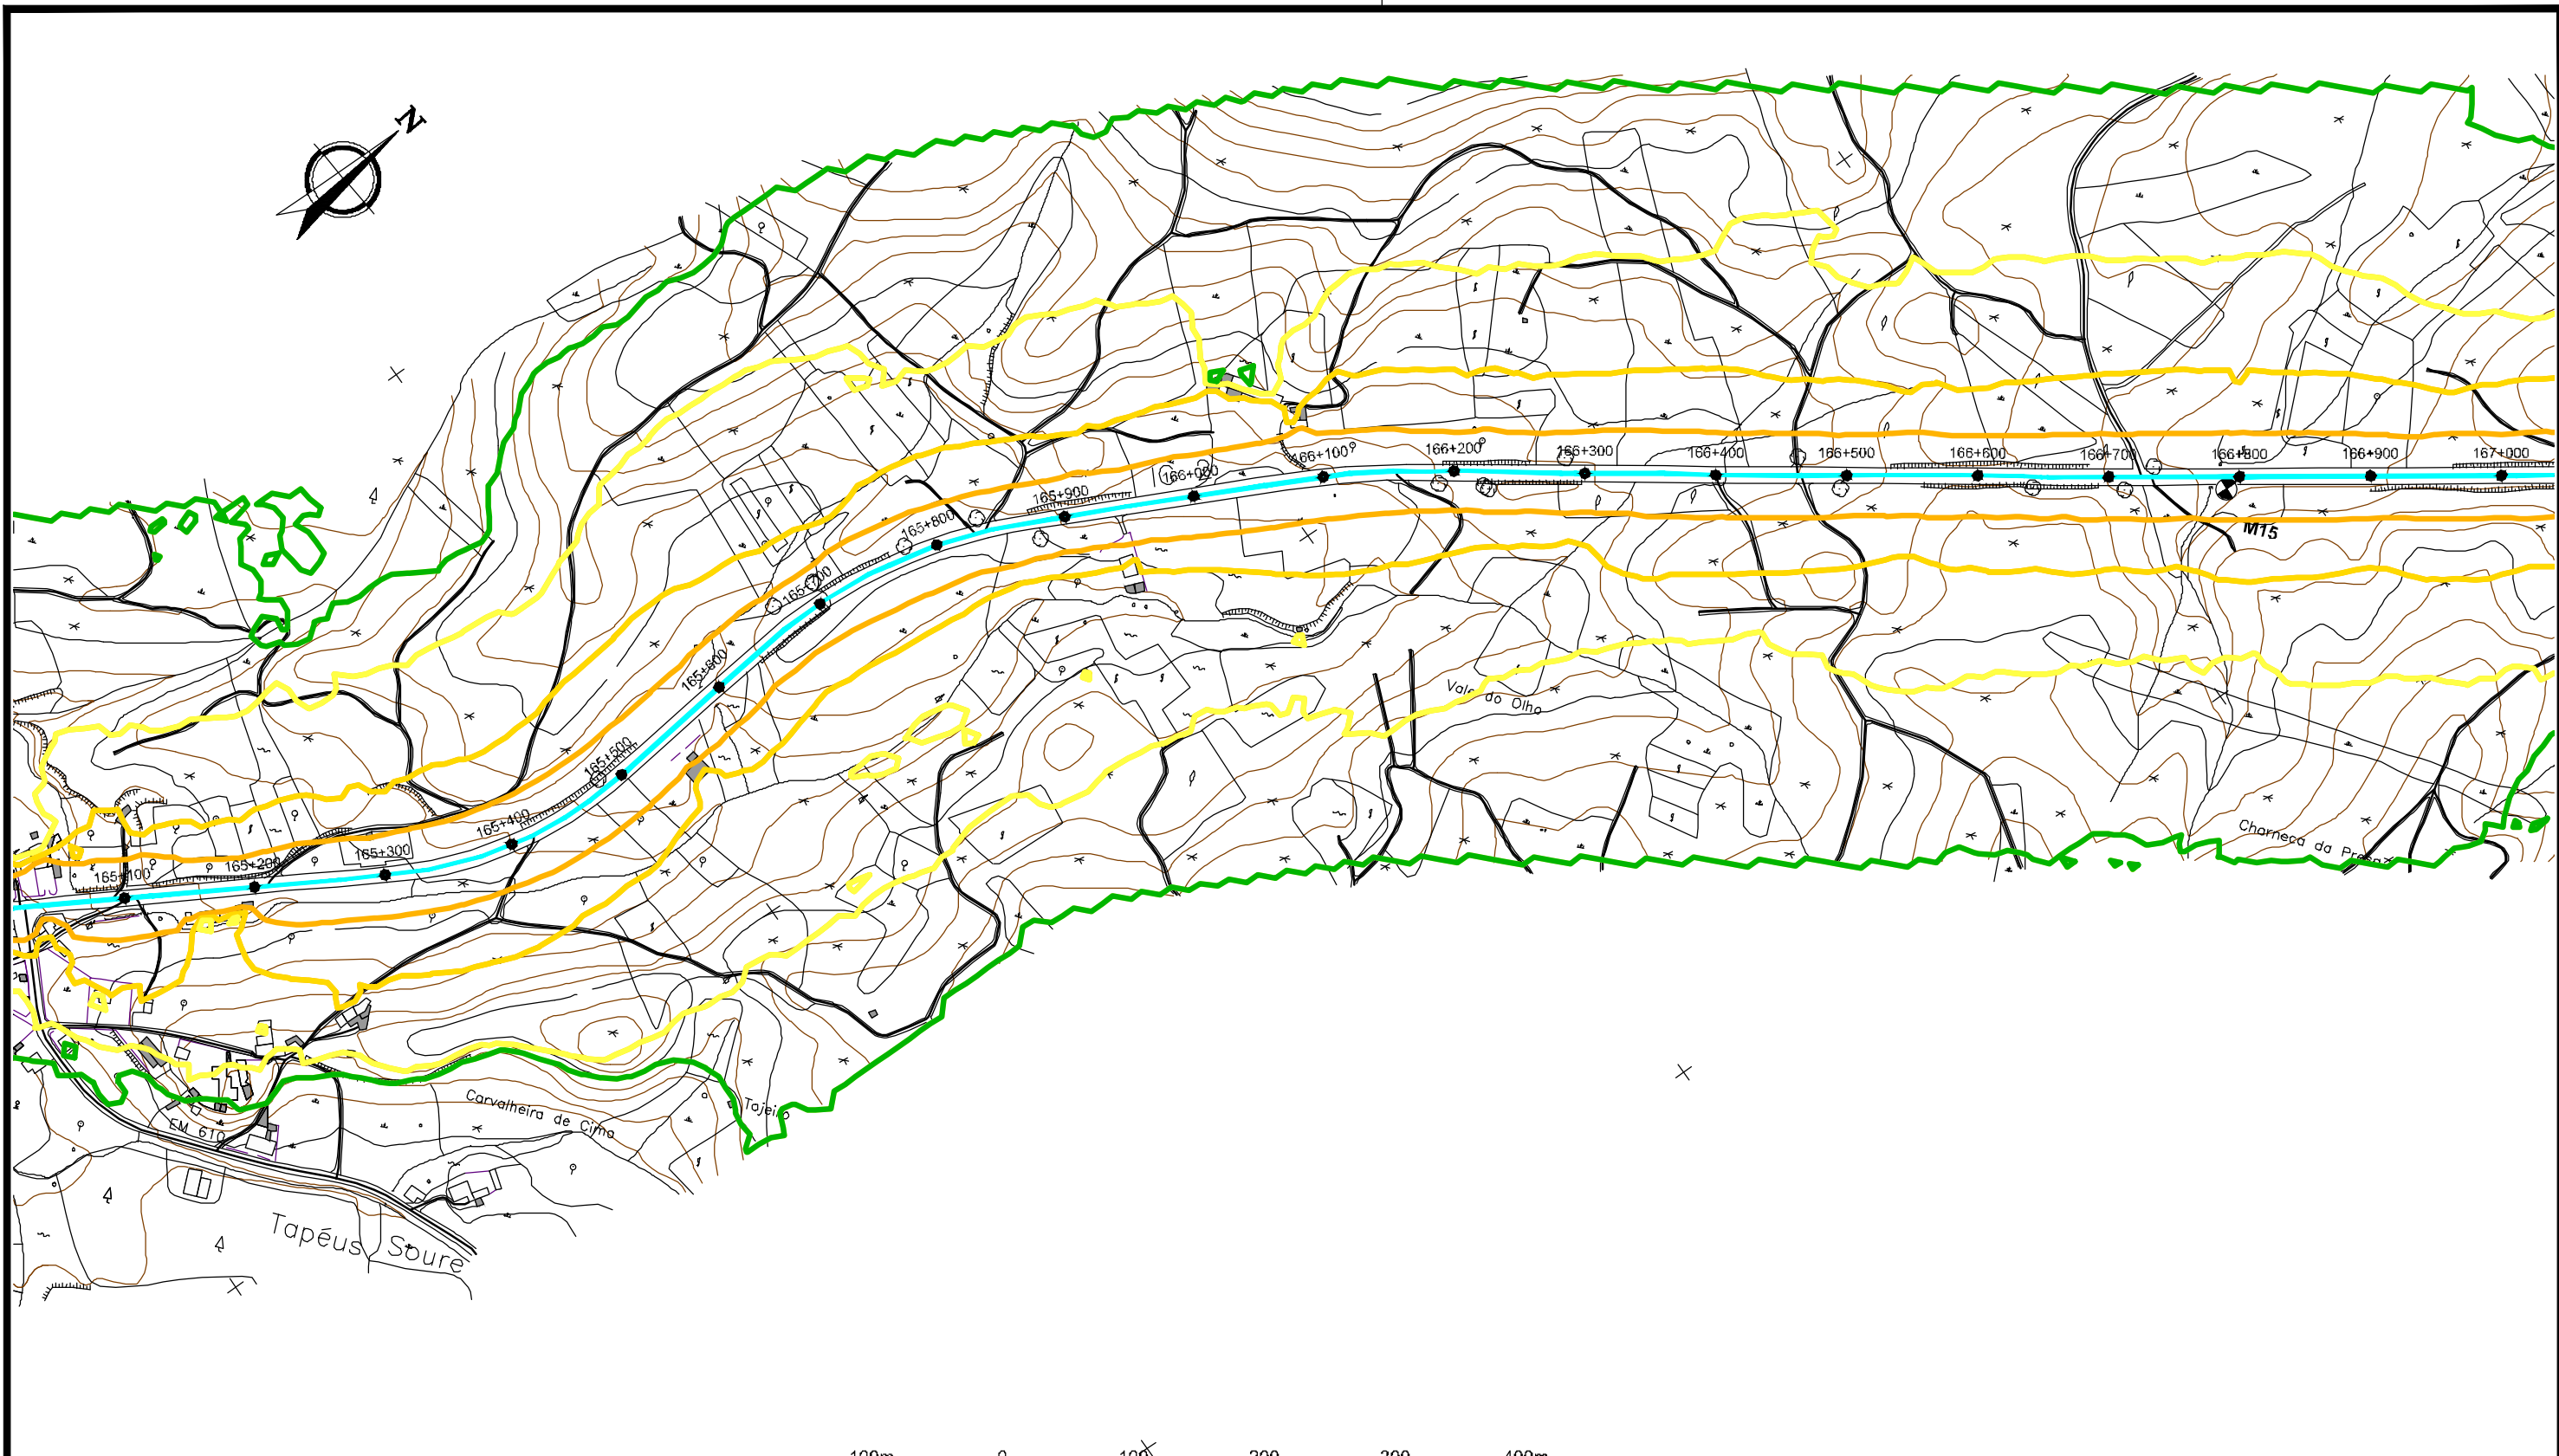 N
165+100
165+200
165+300
165+400
165+500
165+600
165+700
165+800
165+900
166+000
166+100
166+200
166+300
166+400
166+500
166+600
166+700
166+800
166+900
167+000
M15
Vale do Olho
Charneca da Presa
Carvalheira de Cima
Tojeiro
EM 610
Tapéus Soure
100m 0 100 200 300 400m